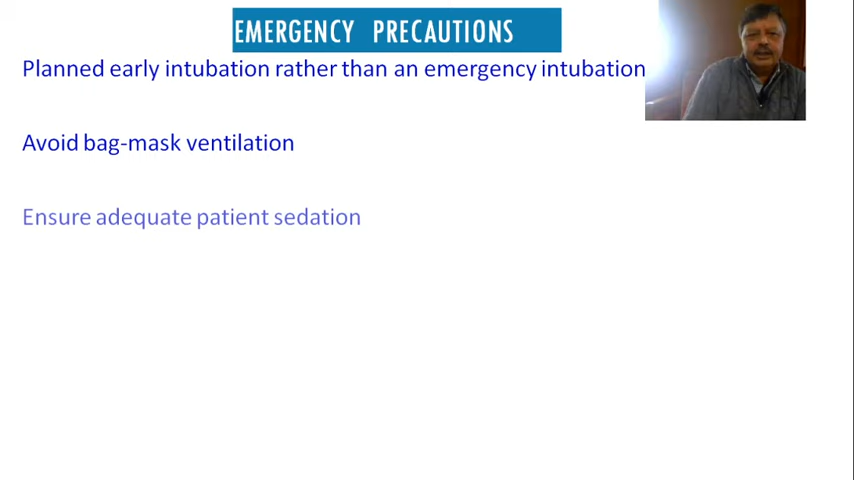 EMERGENCY PRECAUTIONS
Planned early intubation rather than an emergency intubation
Avoid bag-mask ventilation
Ensure adequate patient sedation